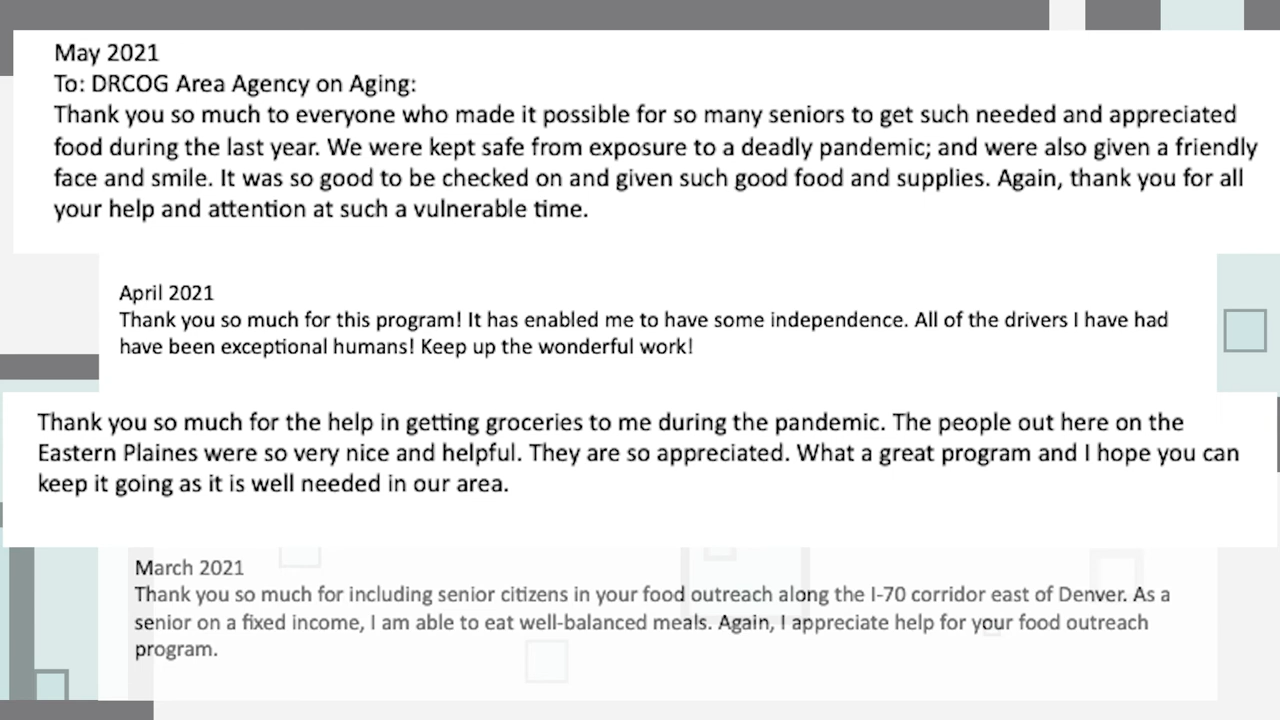 May 2021
To: DRCOG Area Agency on Aging:
Thank you so much to everyone who made it possible for so many seniors to get such needed and appreciated
food during the last year. We were kept safe from exposure to a deadly pandemic; and were also given a friendly
face and smile. It was so good to be checked on and given such good food and supplies. Again, thank you for all
your help and attention at such a vulnerable time.
April 2021
Thank you so much for this program! It has enabled me to have some independence. All of the drivers I have had
have been exceptional humans! Keep up the wonderful work!
Thank you so much for the help in getting groceries to me during the pandemic. The people out here on the
Eastern Plaines were so very nice and helpful. They are so appreciated. What a great program and I hope you can
keep it going as it is well needed in our area.
March 2021
Thank you so much for including senior citizens in your food outreach along the I-70 corridor east of Denver. As a
senior on a fixed income, I am able to eat well-balanced meals. Again, I appreciate help for your food outreach
program.